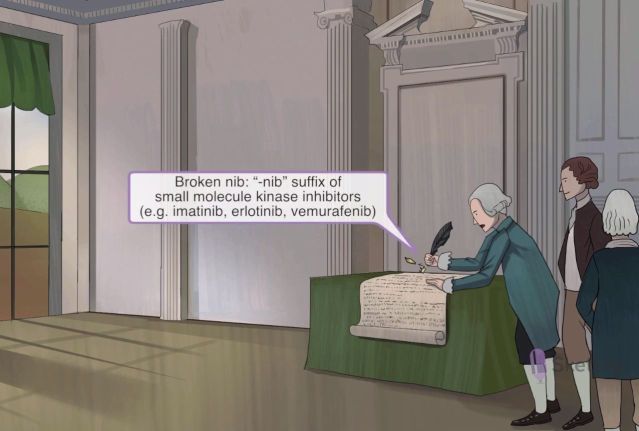 Broken nib: “-nib” suffix of
small molecule kinase inhibitors
(e.g. imatinib, erlotinib, vemurafenib)